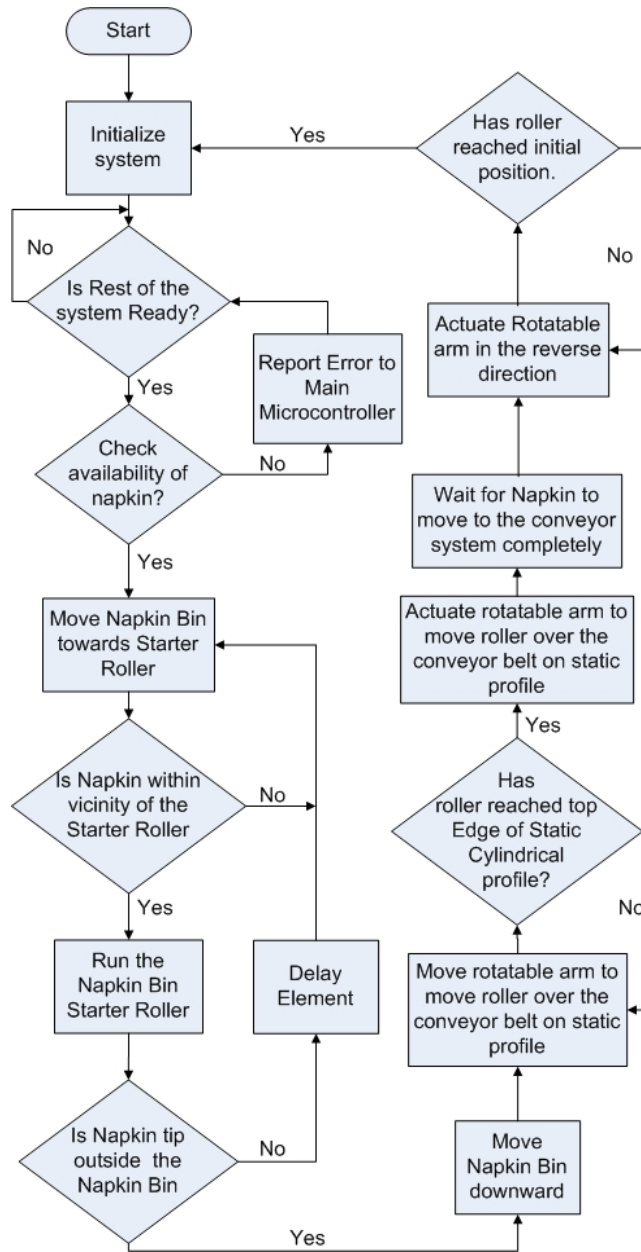 Start
Initialize
system
No
Is Rest of the
system Ready?
Yes
Report Error to
Main
Microcontroller
Check
availability of
napkin?
No
Yes
Move Napkin Bin
towards Starter
Roller
Is Napkin within
vicinity of the
Starter Roller
No
Yes
Run the
Napkin Bin
Starter Roller
Delay
Element
Is Napkin tip
outside the
Napkin Bin
No
Yes
Move
Napkin Bin
downward
Move rotatable arm to
move roller over the
conveyor belt on static
profile
No
Has
roller reached top
Edge of Static
Cylindrical
profile?
Yes
Actuate rotatable arm to
move roller over the
conveyor belt on static
profile
Wait for Napkin to
move to the conveyor
system completely
Actuate Rotatable
arm in the reverse
direction
No
Has roller
reached initial
position.
Yes